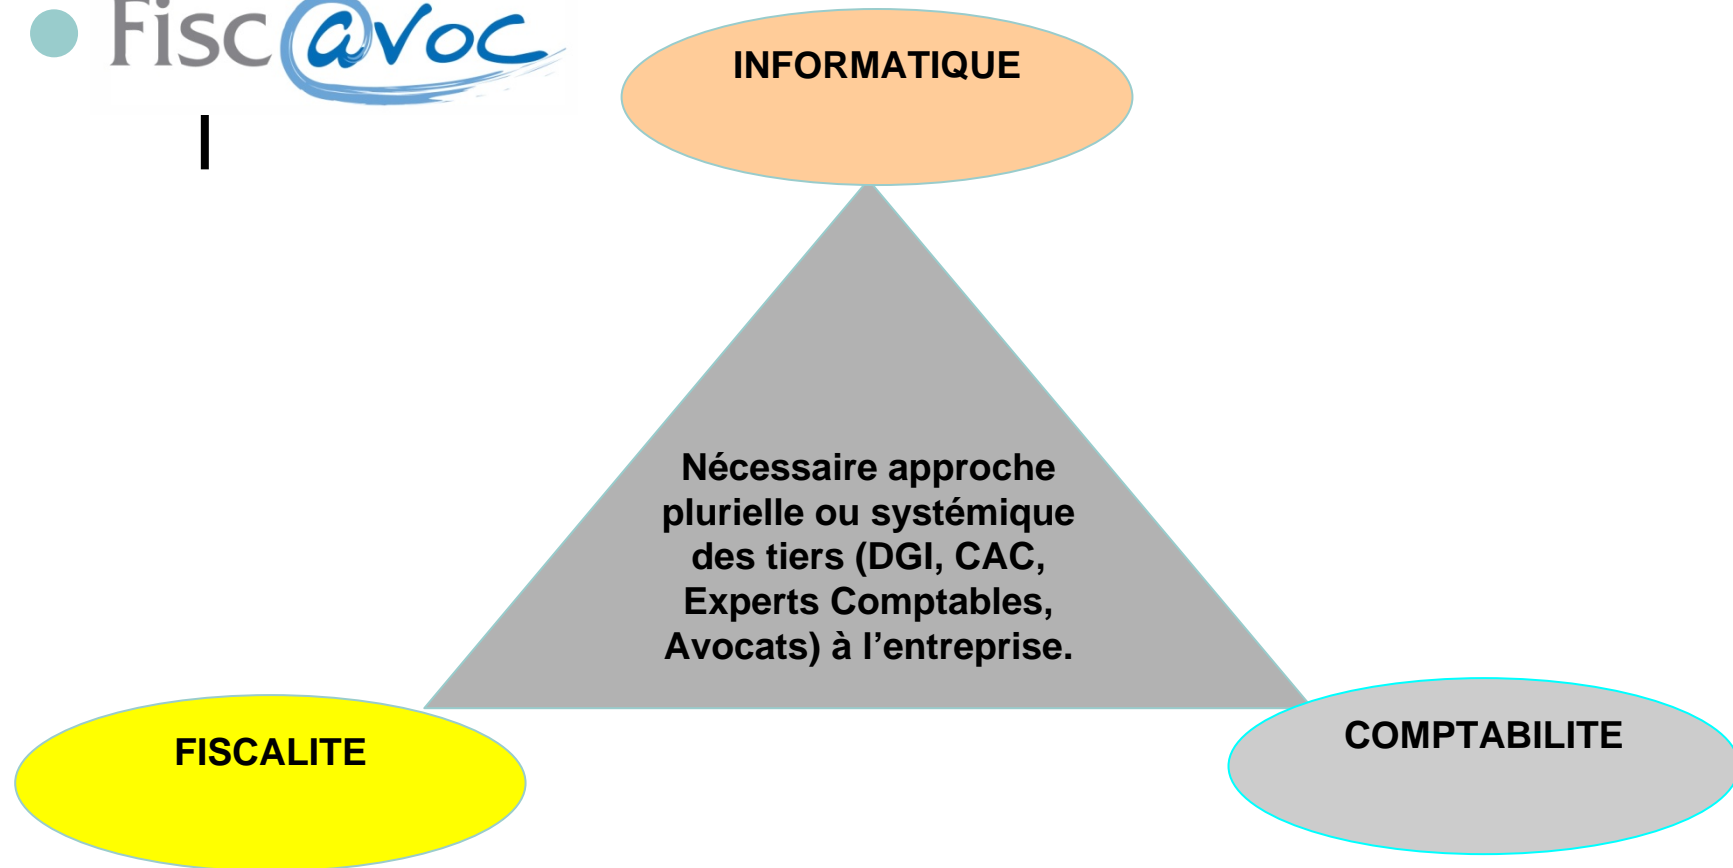 Fisc@voc
I
INFORMATIQUE
Nécessaire approche
plurielle ou systémique
des tiers (DGI, CAC,
Experts Comptables,
Avocats) à l’entreprise.
FISCALITE
COMPTABILITE